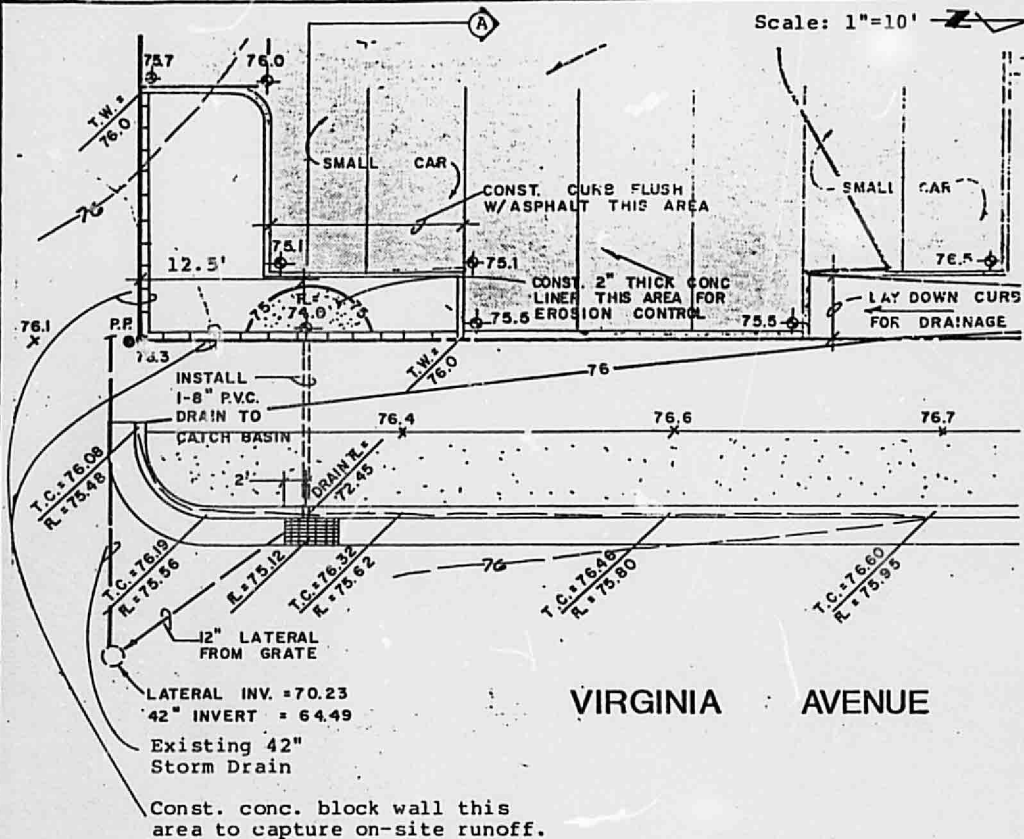 Scale: 1"=10'
A
75.7
76.0
T.W.=
76.0
76
SMALL CAR
CONST. CURB FLUSH
W/ASPHALT THIS AREA
SMALL CAR
75.1
75.1
76.5
12.5'
CONST. 2" THICK CONC
LINER THIS AREA FOR
EROSION CONTROL
LAY DOWN CURB
FOR DRAINAGE
75.5
74.0
75
75.5
75.5
76.1
P.P.
76.3
T.W.=
76.0
76
INSTALL
1-8" P.V.C.
DRAIN TO
CATCH BASIN
76.4
76.6
76.7
2'
DRAIN FL=
72.45
T.C.=76.08
FL=75.48
T.C.=76.19
FL=75.56
FL=75.12
T.C.=76.32
FL=75.62
76
T.C.=76.46
FL=75.80
T.C.=76.60
FL=75.95
12" LATERAL
FROM GRATE
LATERAL INV. =70.23
42" INVERT = 64.49
VIRGINIA AVENUE
Existing 42"
Storm Drain
Const. conc. block wall this
area to capture on-site runoff.